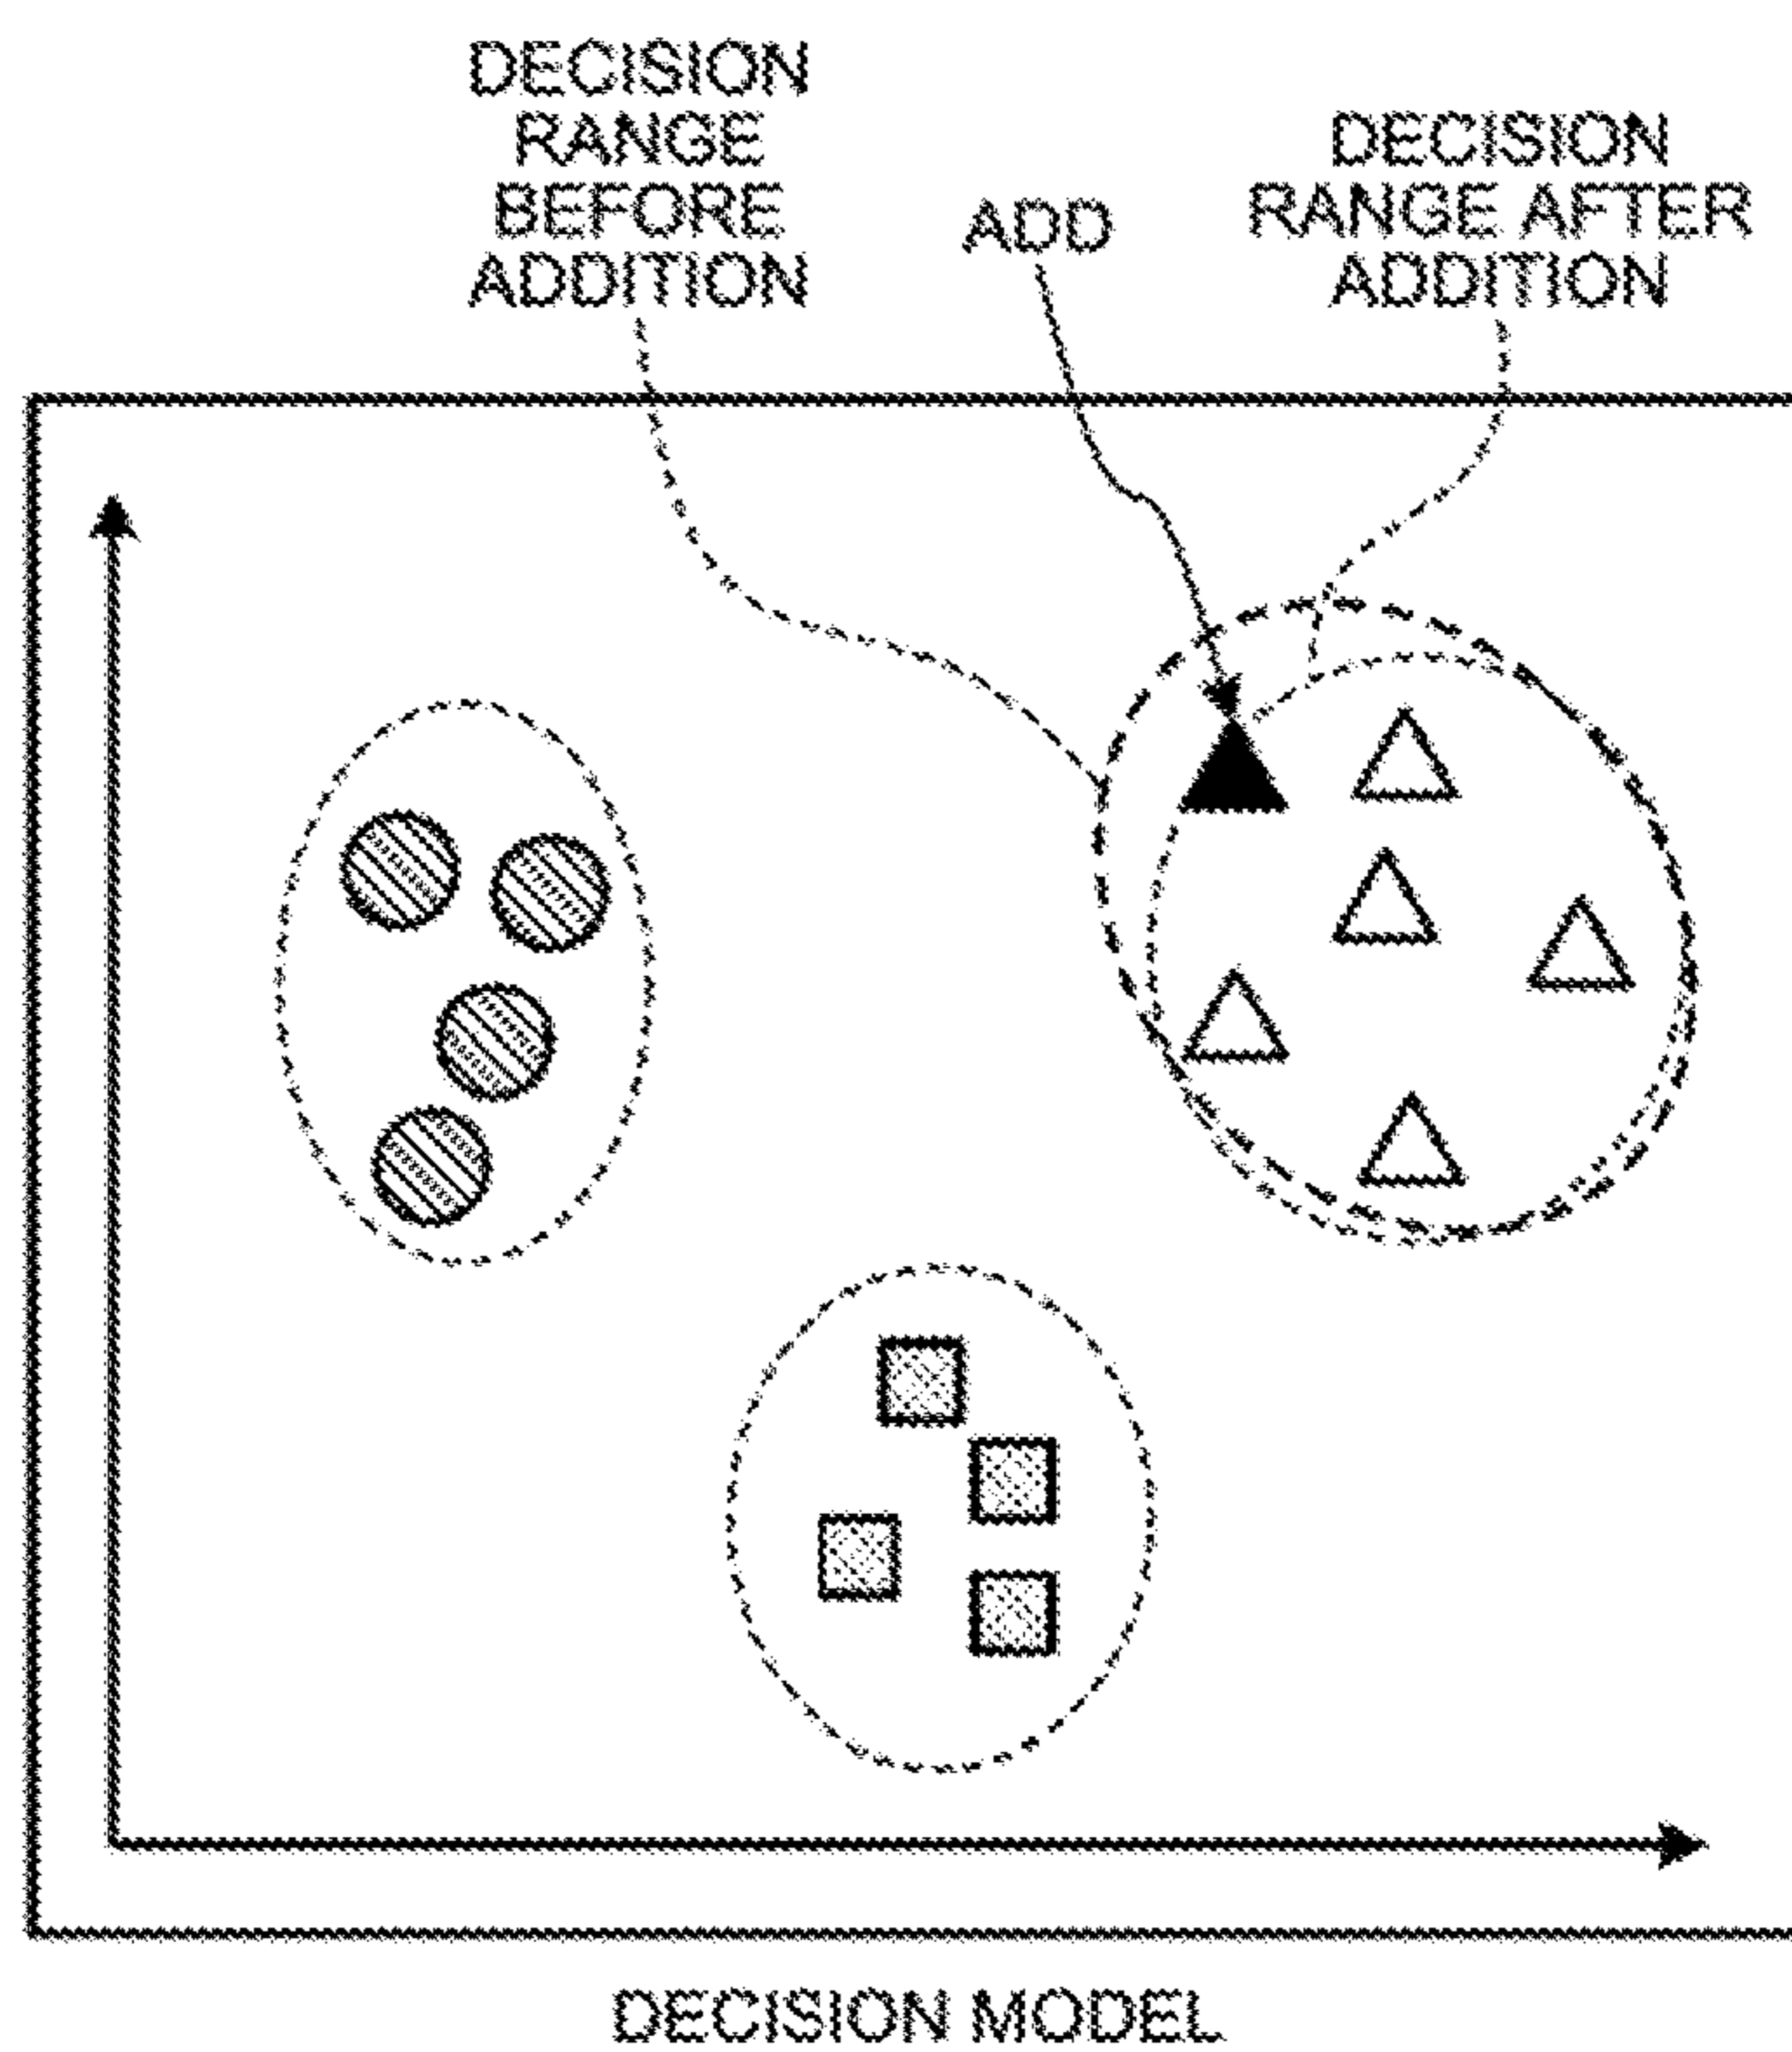 DECISION
RANGE
BEFORE
ADDITION
ADD
DECISION
RANGE AFTER
ADDITION
DECISION MODEL